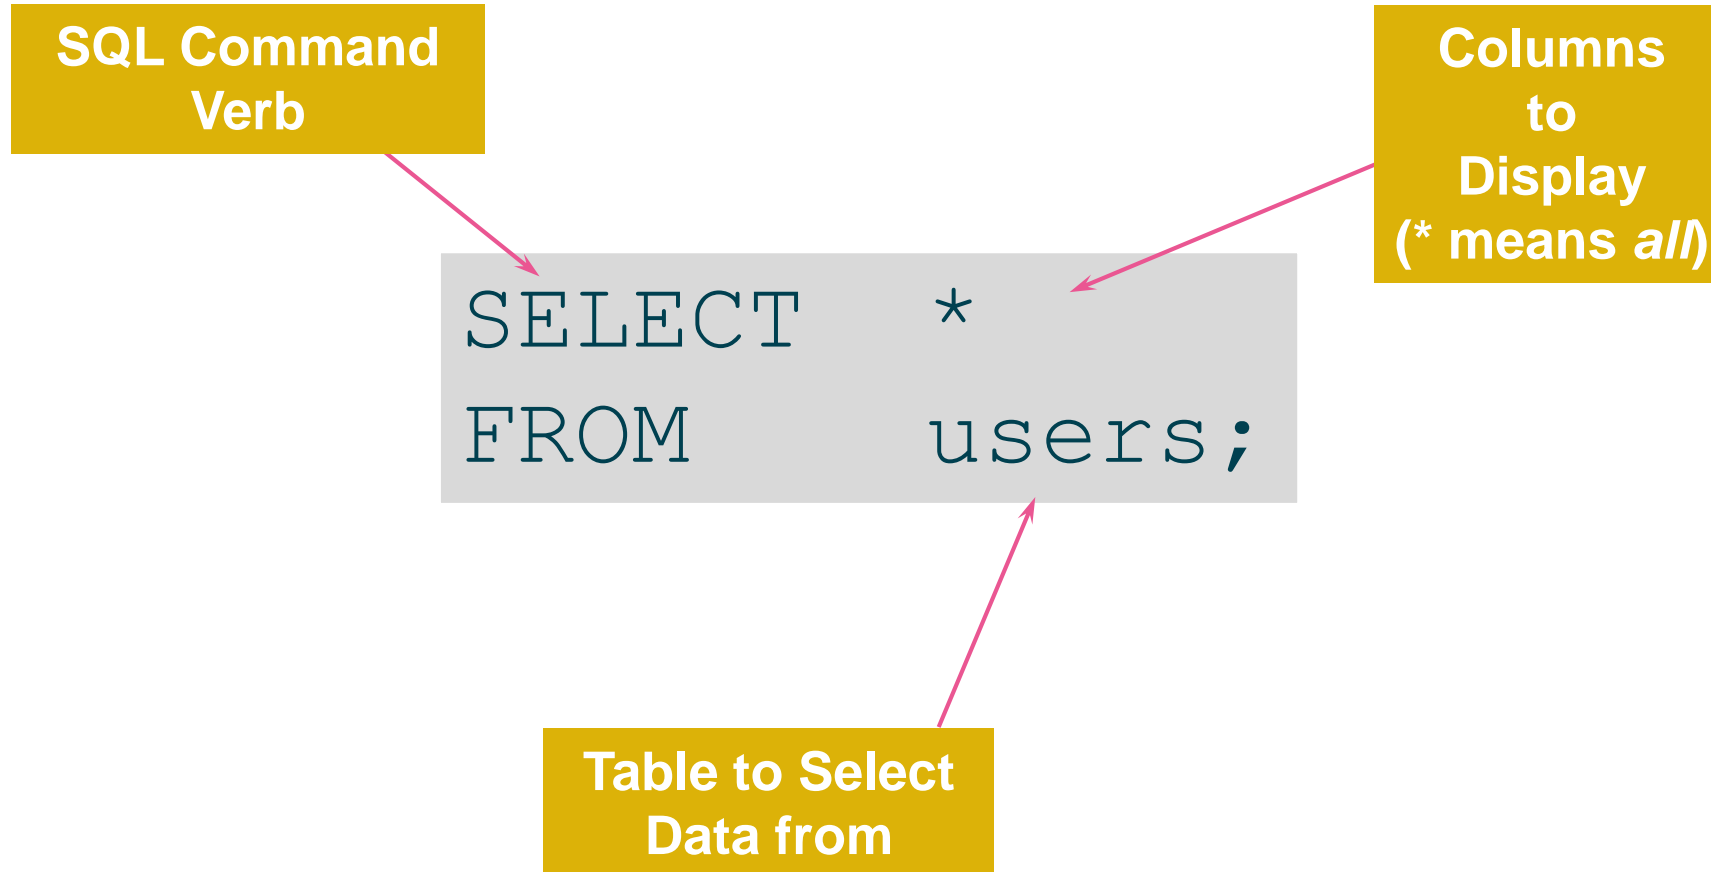 SQL Command
Verb
Columns
to
Display
(* means all)
SELECT *
FROM users;
Table to Select
Data from